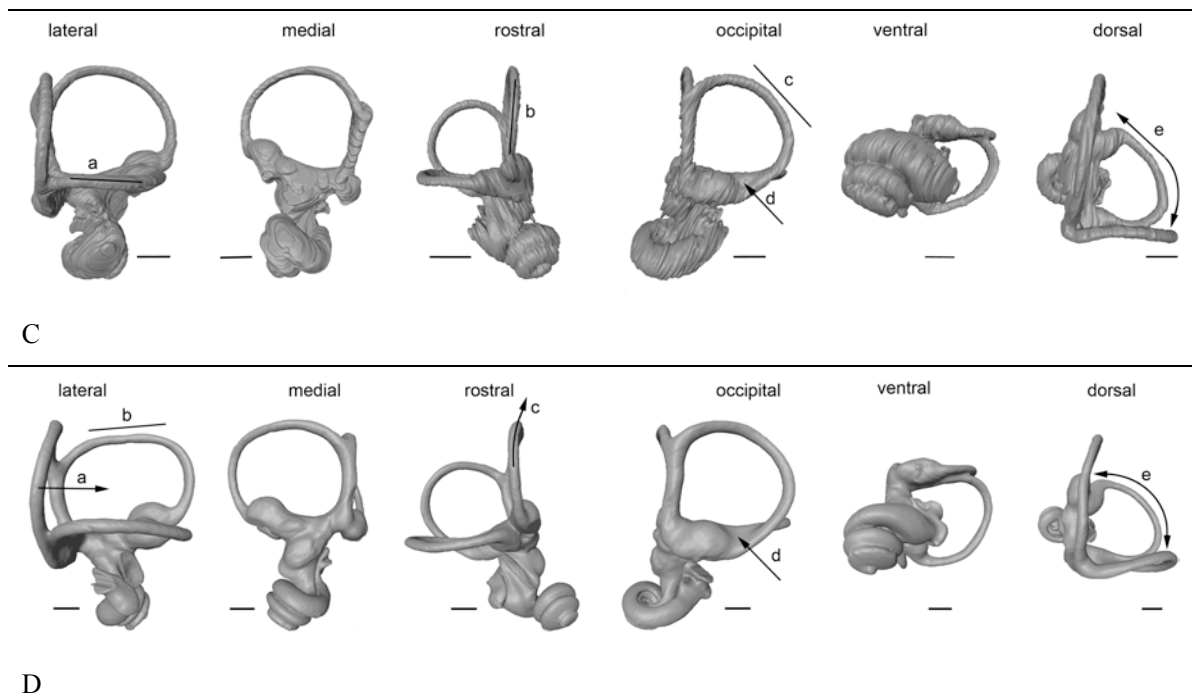 lateral medial rostral occipital ventral dorsal
a b c d e
C
lateral medial rostral occipital ventral dorsal
a b c d e
D